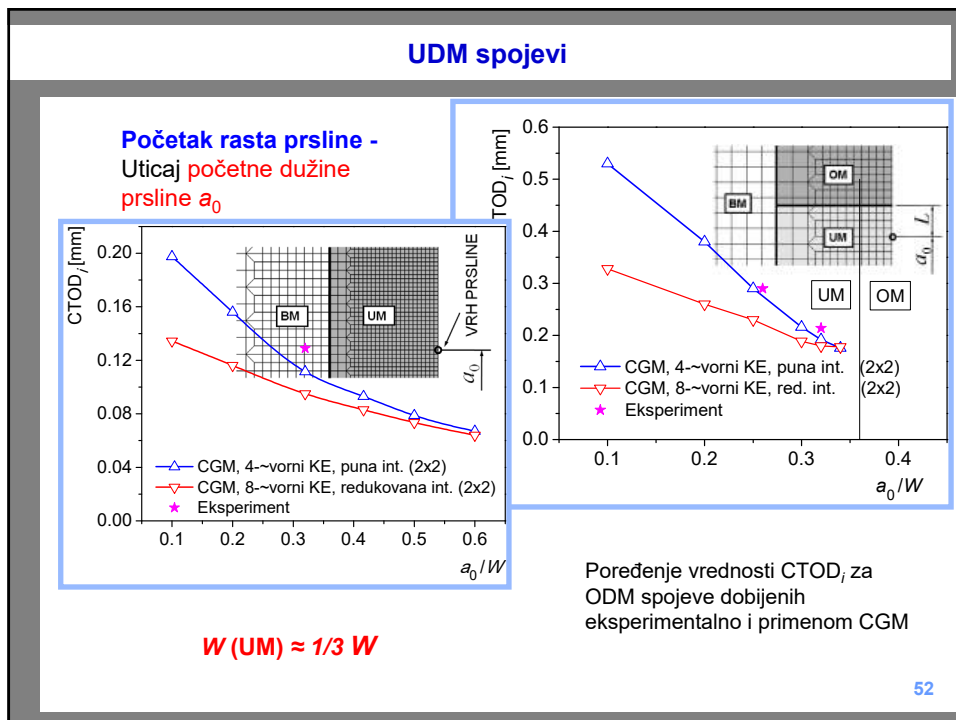 UDM spojevi
Početak rasta prsline -
Uticaj početne dužine
prsline a0
CTODi [mm]
0.20
0.16
0.12
0.08
0.04
0.00
0.1 0.2 0.3 0.4 0.5 0.6
a0/W
BM
UM
VRH PRSLINE
a0
CGM, 4-~vorni KE, puna int. (2x2)
CGM, 8-~vorni KE, redukovana int. (2x2)
Eksperiment
W (UM) ≈ 1/3 W
TODi [mm]
0.6
0.5
0.4
0.3
0.2
0.1
0.0
0.1 0.2 0.3 0.4
a0/W
BM
OM
UM
L
a0
UM OM
CGM, 4-~vorni KE, puna int. (2x2)
CGM, 8-~vorni KE, red. int. (2x2)
Eksperiment
Poređenje vrednosti CTODi za
ODM spojeve dobijenih
eksperimentalno i primenom CGM
52